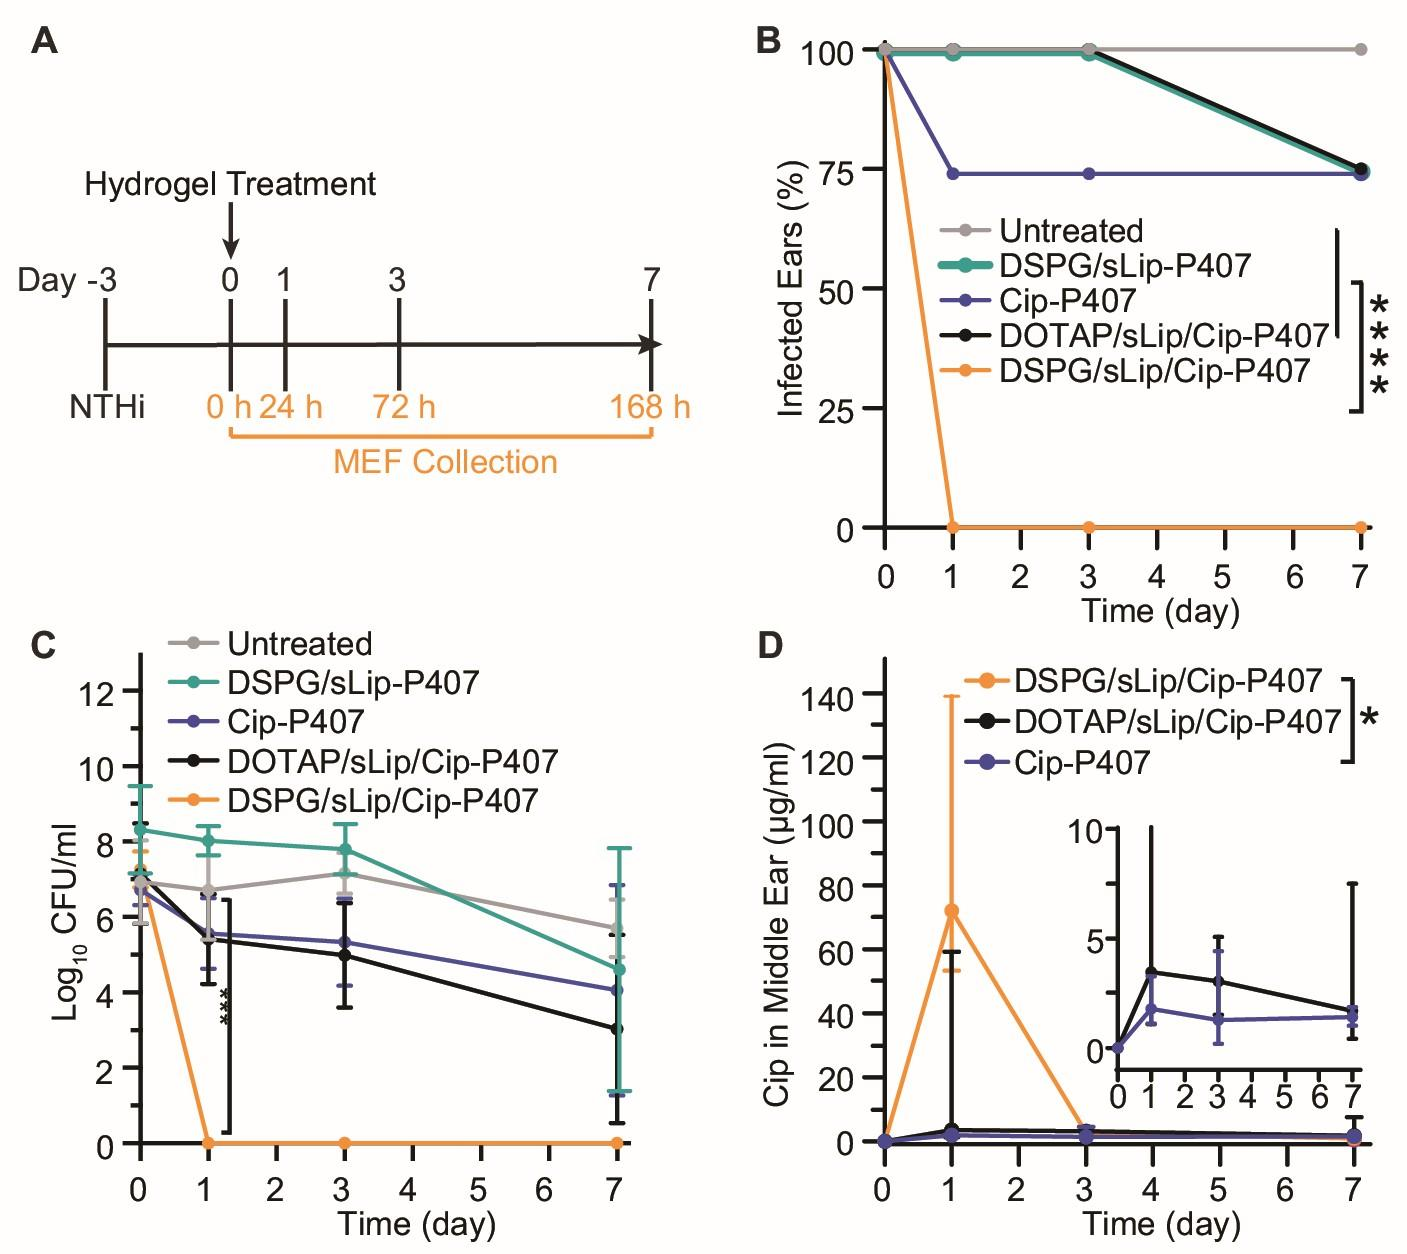 A
Hydrogel Treatment
Day -3 0 1 3 7
NTHi 0 h 24 h 72 h 168 h
MEF Collection
B
Infected Ears (%)
100
75
50
25
0
Untreated
DSPG/sLip-P407
Cip-P407
DOTAP/sLip/Cip-P407
DSPG/sLip/Cip-P407
****
0 1 2 3 4 5 6 7
Time (day)
C
Untreated
DSPG/sLip-P407
Cip-P407
DOTAP/sLip/Cip-P407
DSPG/sLip/Cip-P407
Log10 CFU/ml
12
10
8
6
4
2
0
***
0 1 2 3 4 5 6 7
Time (day)
D
DSPG/sLip/Cip-P407
DOTAP/sLip/Cip-P407
Cip-P407
*
Cip in Middle Ear (µg/ml)
140
120
100
80
60
40
20
0
10
5
0
0 1 2 3 4 5 6 7
0 1 2 3 4 5 6 7
Time (day)